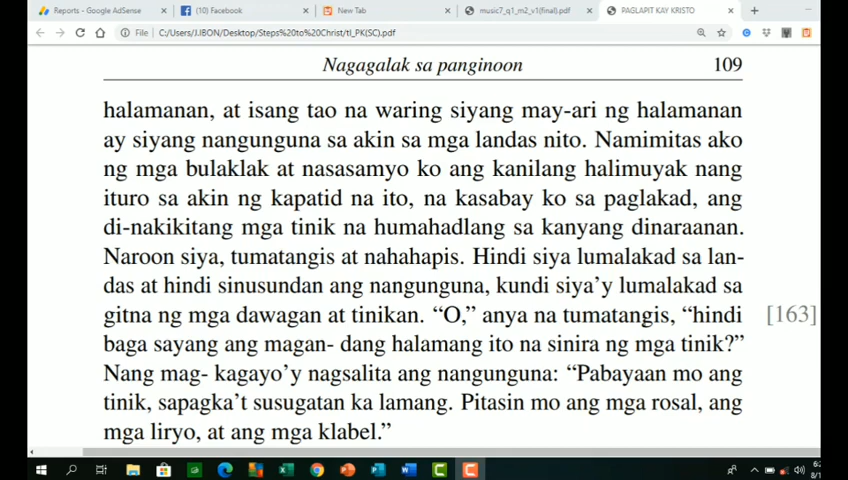 Reports - Google AdSense
(10) Facebook
New Tab
music7_q1_m2_v1(final).pdf
PAGLAPIT KAY KRISTO
File
C:/Users/J.IBON/Desktop/Steps%20to%20Christ/tl_PK(SC).pdf
Nagagalak sa panginoon 109
halamanan, at isang tao na waring siyang may-ari ng halamanan
ay siyang nangunguna sa akin sa mga landas nito. Namimitas ako
ng mga bulaklak at nasasamyo ko ang kanilang halimuyak nang
ituro sa akin ng kapatid na ito, na kasabay ko sa paglakad, ang
di-nakikitang mga tinik na humahadlang sa kanyang dinaraanan.
Naroon siya, tumatangis at nahahapis. Hindi siya lumalakad sa lan-
das at hindi sinusundan ang nangunguna, kundi siya'y lumalakad sa
gitna ng mga dawagan at tinikan. “O,” anya na tumatangis, “hindi [163]
baga sayang ang magan- dang halamang ito na sinira ng mga tinik?”
Nang mag- kagayo'y nagsalita ang nangunguna: “Pabayaan mo ang
tinik, sapagka't susugatan ka lamang. Pitasin mo ang mga rosal, ang
mga liryo, at ang mga klabel.”